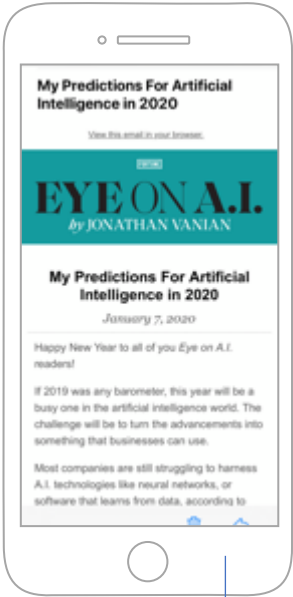 My Predictions For Artificial
Intelligence in 2020
View this email in your browser.
FORTUNE
EYE ON A.I.
by JONATHAN VANIAN
My Predictions For Artificial
Intelligence in 2020
January 7, 2020
Happy New Year to all of you Eye on A.I.
readers!
If 2019 was any barometer, this year will be a
busy one in the artificial intelligence world. The
challenge will be to turn the advancements into
something that businesses can use.
Most companies are still struggling to harness
A.I. technologies like neural networks, or
software that learns from data, according to